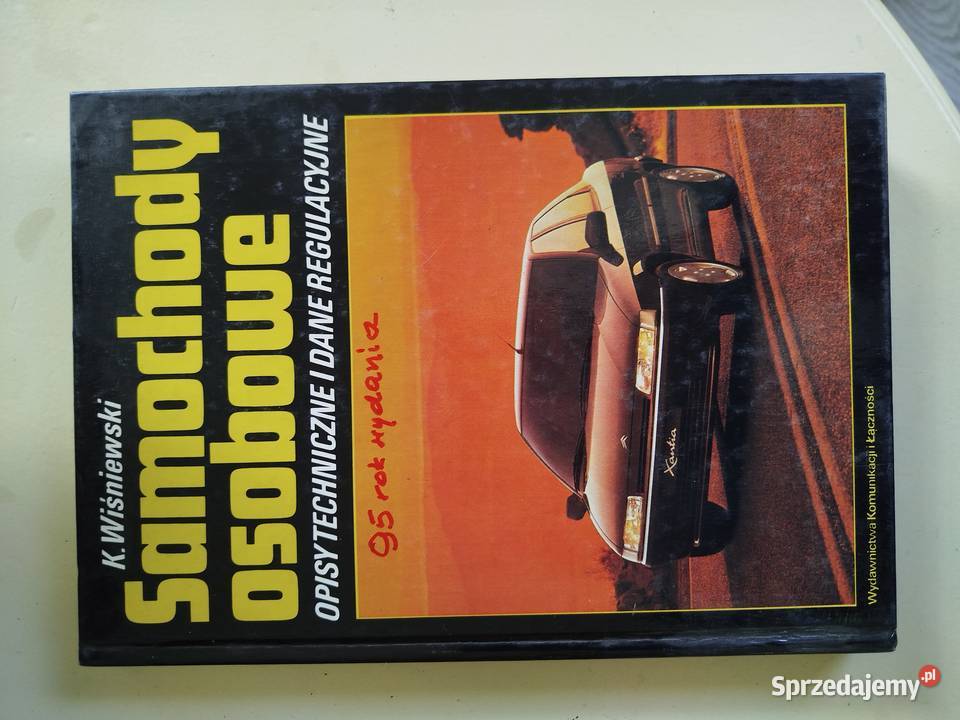 K.Wiśniewski
Samochody
osobowe
OPISY TECHNICZNE I DANE REGULACYJNE
95 rok wydania
Xantia
Wydawnictwa Komunikacji i Łączności
Sprzedajemy.pl